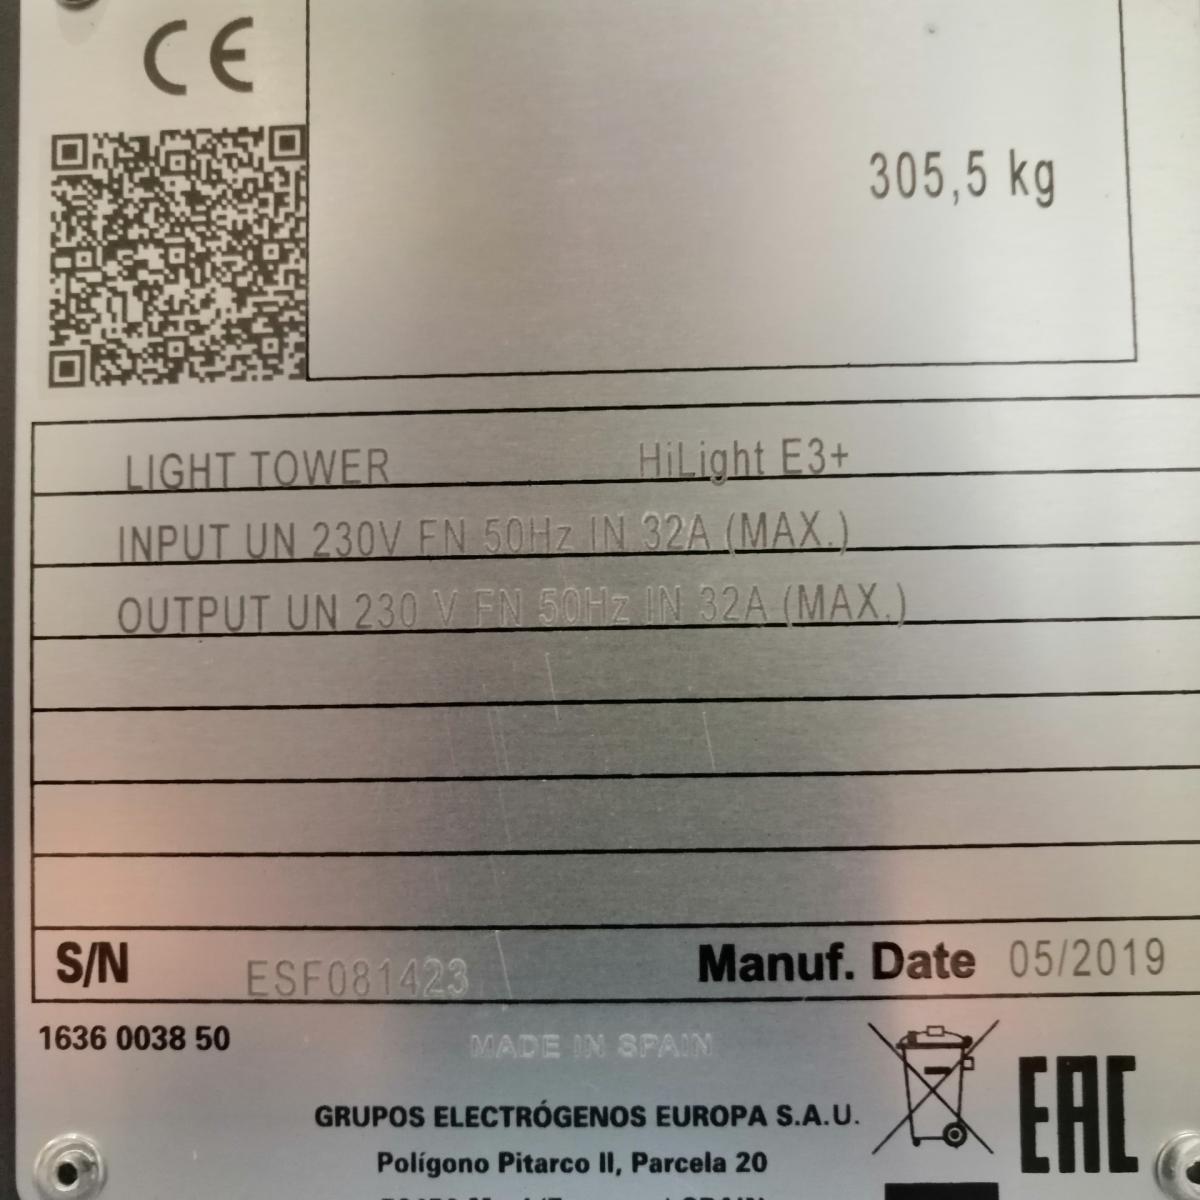 CE
305,5 kg
LIGHT TOWER HiLight E3+
INPUT UN 230V FN 50Hz IN 32A (MAX.)
OUTPUT UN 230 V FN 50Hz IN 32A (MAX.)
S/N ESF081423 Manuf. Date 05/2019
1636 0038 50
MADE IN SPAIN
EAC
GRUPOS ELECTRÓGENOS EUROPA S.A.U.
Polígono Pitarco II, Parcela 20